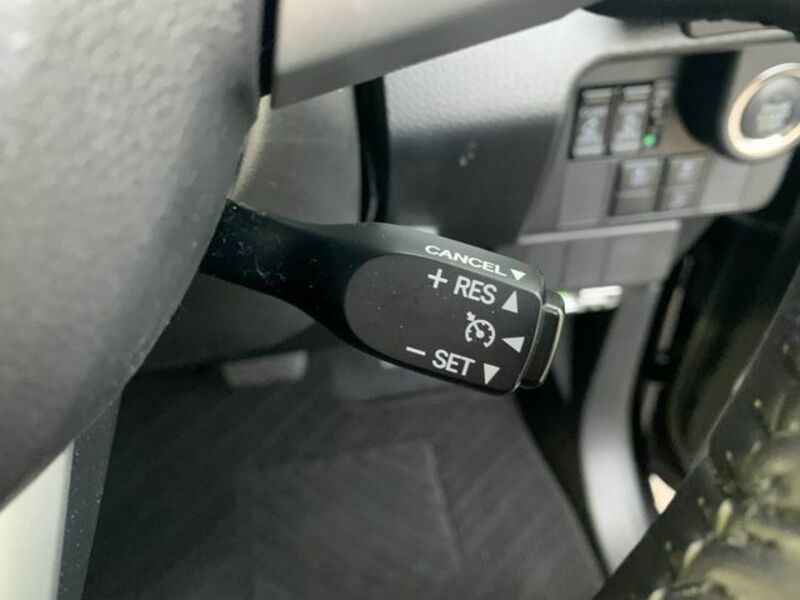 CANCEL ▼
+ RES ▲
◀
− SET ▼